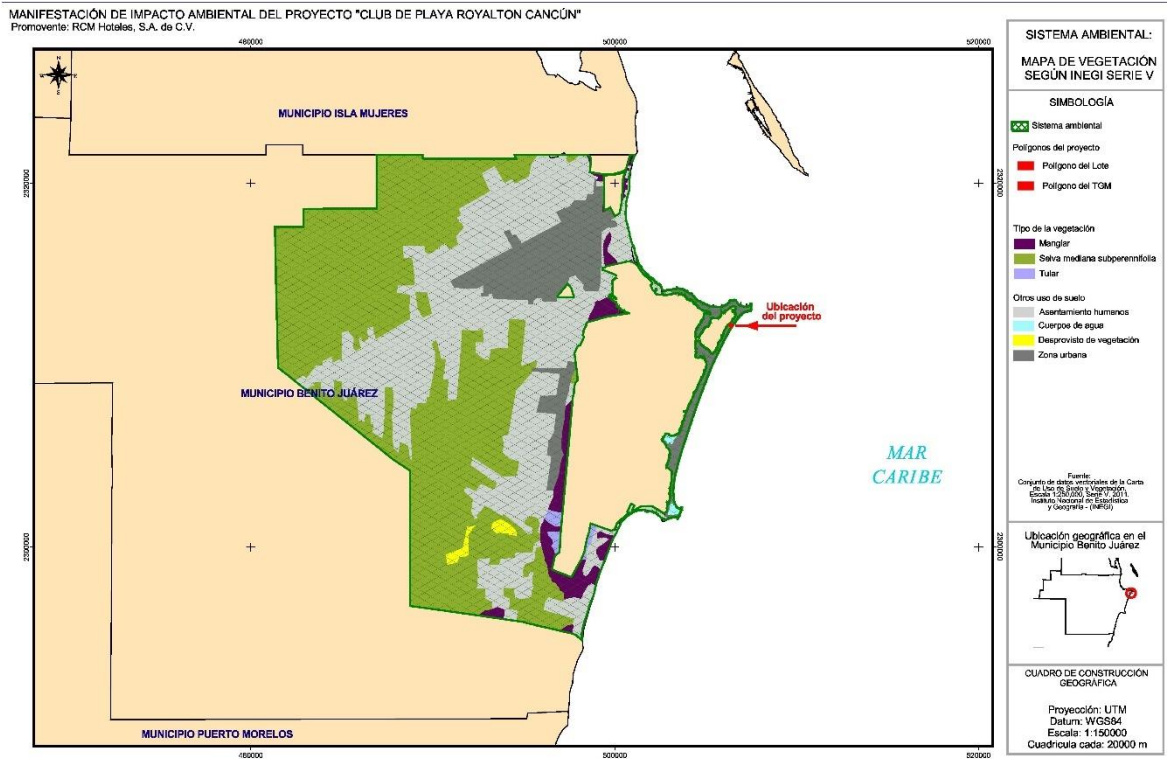 MANIFESTACIÓN DE IMPACTO AMBIENTAL DEL PROYECTO "CLUB DE PLAYA ROYALTON CANCÚN"
Promovente: RCM Hoteles, S.A. de C.V.
480000
500000
520000
2320000
2320000
2300000
2300000
MUNICIPIO ISLA MUJERES
MUNICIPIO BENITO JUÁREZ
MUNICIPIO PUERTO MORELOS
Ubicación
del proyecto
MAR
CARIBE
480000
500000
520000
SISTEMA AMBIENTAL:
MAPA DE VEGETACIÓN
SEGÚN INEGI SERIE V
SIMBOLOGÍA
Sistema ambiental
Polígonos del proyecto
Polígono del Lote
Polígono del TGM
Tipo de la vegetación
Manglar
Selva mediana subperennifolia
Tular
Otros uso de suelo
Asentamiento humanos
Cuerpos de agua
Desprovisto de vegetación
Zona urbana
Fuente:
Conjunto de datos vectoriales de la Carta
de Uso de Suelo y Vegetación,
Escala 1:250,000, Serie V. 2011.
Instituto Nacional de Estadística
y Geografía - (INEGI)
Ubicación geográfica en el
Municipio Benito Juárez
CUADRO DE CONSTRUCCIÓN
GEOGRÁFICA
Proyección: UTM
Datum: WGS84
Escala: 1:150000
Cuadricula cada: 20000 m